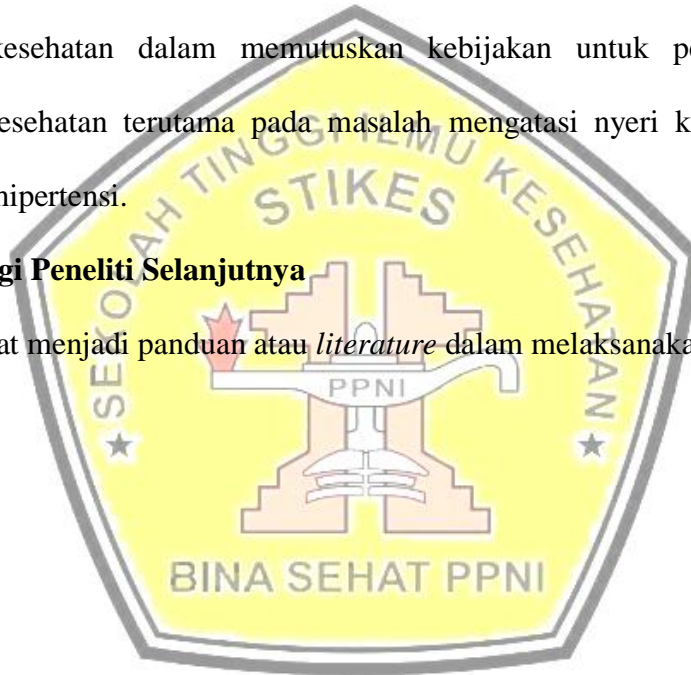 kesehatan dalam memutuskan kebijakan untuk
esehatan terutama pada masalah mengatasi nyeri
hipertensi.
gi Peneliti Selanjutnya
at menjadi panduan atau literature dalam melaksanaka
SEKOLAH TINGGI ILMU KESEHATAN
STIKES
PPNI
BINA SEHAT PPNI